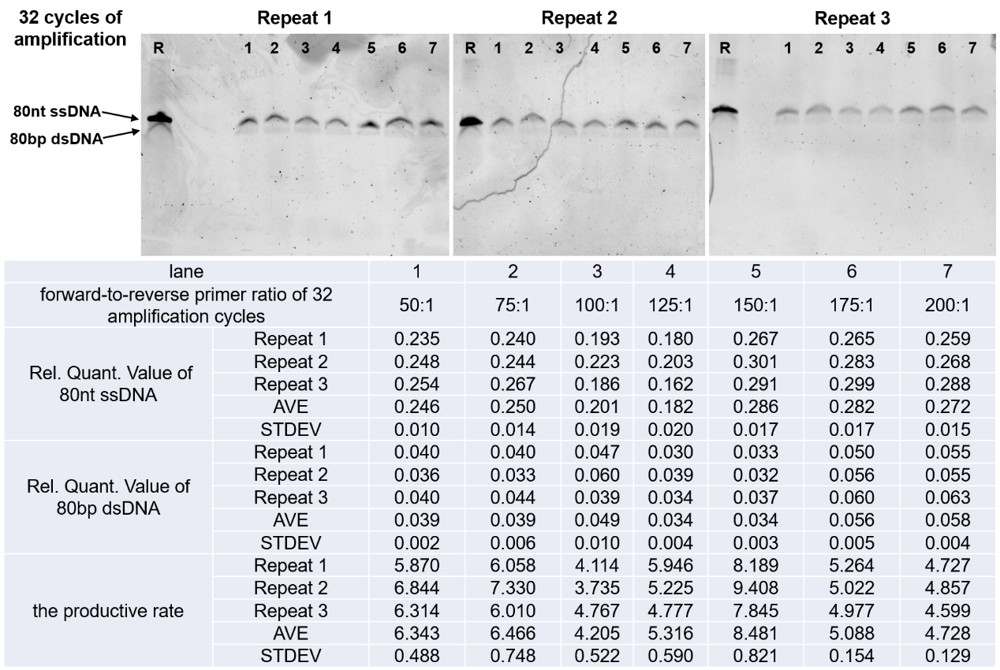 32 cycles of
amplification
Repeat 1
Repeat 2
Repeat 3
R 1 2 3 4 5 6 7
R 1 2 3 4 5 6 7
R 1 2 3 4 5 6 7
80nt ssDNA
80bp dsDNA
lane 1 2 3 4 5 6 7
forward-to-reverse primer ratio of 32
amplification cycles
50:1 75:1 100:1 125:1 150:1 175:1 200:1
Rel. Quant. Value of
80nt ssDNA
Repeat 1 0.235 0.240 0.193 0.180 0.267 0.265 0.259
Repeat 2 0.248 0.244 0.223 0.203 0.301 0.283 0.268
Repeat 3 0.254 0.267 0.186 0.162 0.291 0.299 0.288
AVE 0.246 0.250 0.201 0.182 0.286 0.282 0.272
STDEV 0.010 0.014 0.019 0.020 0.017 0.017 0.015
Rel. Quant. Value of
80bp dsDNA
Repeat 1 0.040 0.040 0.047 0.030 0.033 0.050 0.055
Repeat 2 0.036 0.033 0.060 0.039 0.032 0.056 0.055
Repeat 3 0.040 0.044 0.039 0.034 0.037 0.060 0.063
AVE 0.039 0.039 0.049 0.034 0.034 0.056 0.058
STDEV 0.002 0.006 0.010 0.004 0.003 0.005 0.004
the productive rate
Repeat 1 5.870 6.058 4.114 5.946 8.189 5.264 4.727
Repeat 2 6.844 7.330 3.735 5.225 9.408 5.022 4.857
Repeat 3 6.314 6.010 4.767 4.777 7.845 4.977 4.599
AVE 6.343 6.466 4.205 5.316 8.481 5.088 4.728
STDEV 0.488 0.748 0.522 0.590 0.821 0.154 0.129